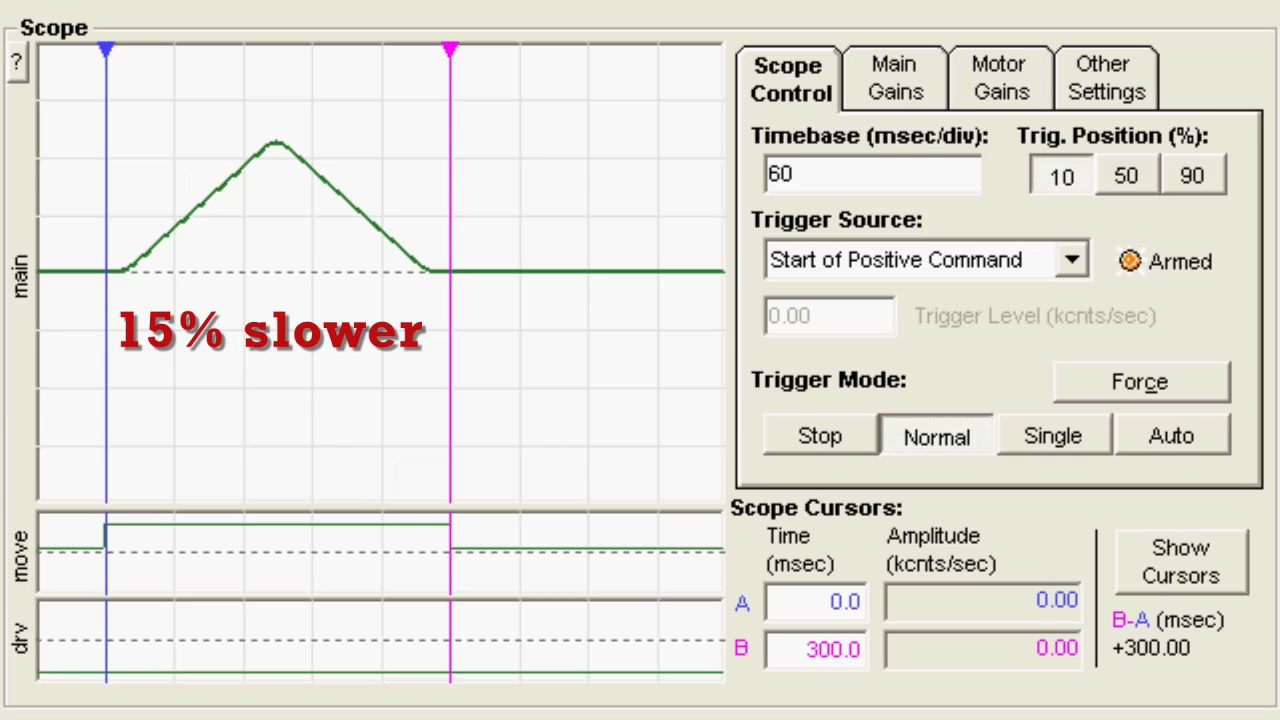 Scope
?
main
15% slower
move
drv
Scope
Control
Main
Gains
Motor
Gains
Other
Settings
Timebase (msec/div):
Trig. Position (%):
60
10
50
90
Trigger Source:
Start of Positive Command
Armed
0.00
Trigger Level (kcnts/sec)
Trigger Mode:
Force
Stop
Normal
Single
Auto
Scope Cursors:
Time
(msec)
Amplitude
(kcnts/sec)
A
0.0
0.00
B
300.0
0.00
Show
Cursors
B-A (msec)
+300.00